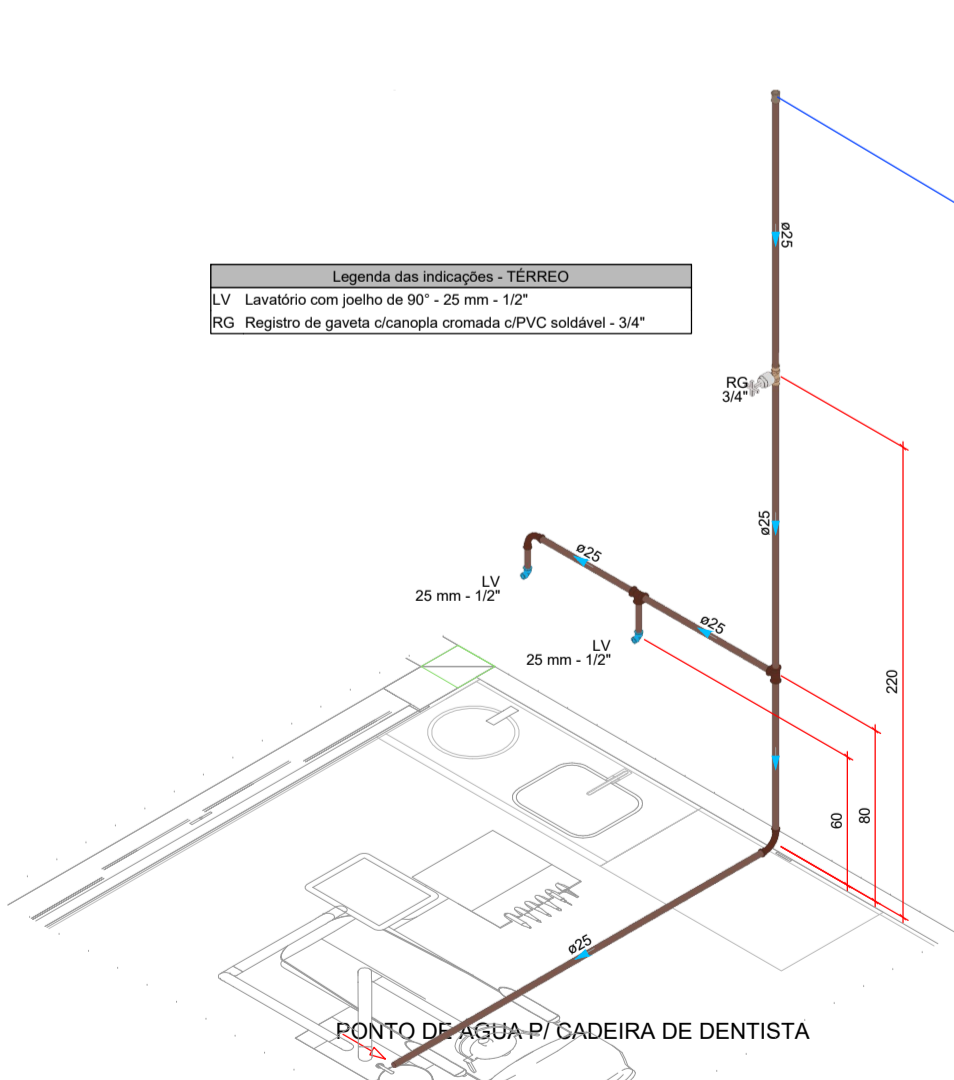 ø25
Legenda das indicações - TÉRREO
LV Lavatório com joelho de 90° - 25 mm - 1/2"
RG Registro de gaveta c/canopla cromada c/PVC soldável - 3/4"
RG
3/4"
ø25
ø25
LV
25 mm - 1/2"
ø25
LV
25 mm - 1/2"
220
60
80
ø25
PONTO DE AGUA P/ CADEIRA DE DENTISTA